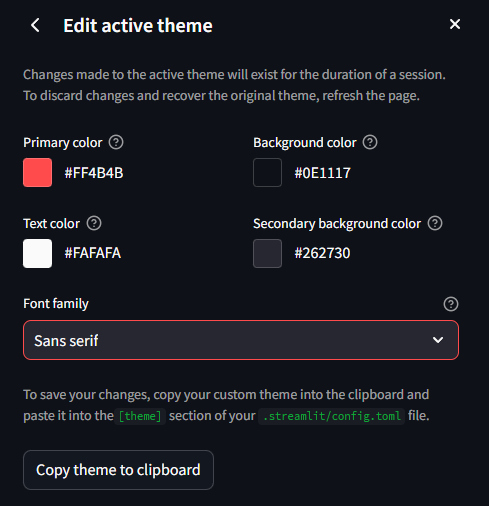 Edit active theme
Changes made to the active theme will exist for the duration of a session.
To discard changes and recover the original theme, refresh the page.
Primary color
Background color
#FF4B4B
#0E1117
Text color
Secondary background color
#FAFAFA
#262730
Font family
Sans serif
To save your changes, copy your custom theme into the clipboard and
paste it into the [theme] section of your .streamlit/config.toml file.
Copy theme to clipboard